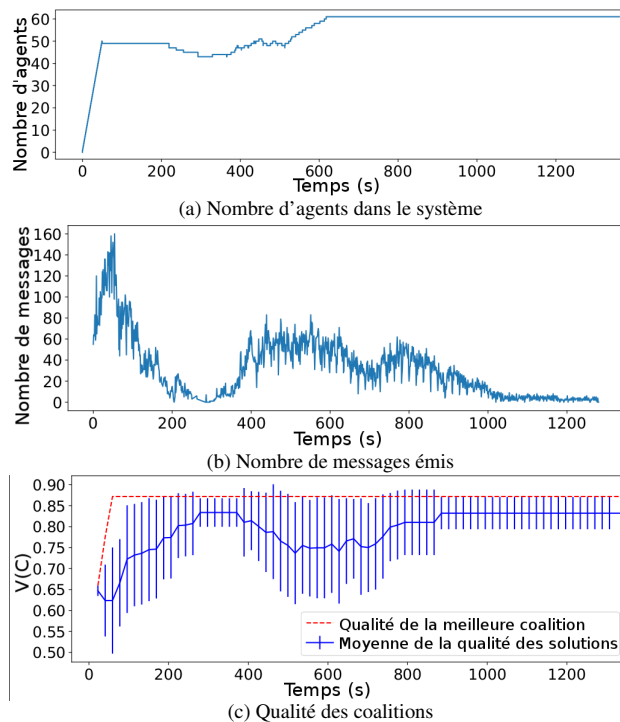 Nombre d'agents
60
50
40
30
20
10
0
0 200 400 600 800 1000 1200
Temps (s)
(a) Nombre d'agents dans le système
Nombre de messages
160
140
120
100
80
60
40
20
0
0 200 400 600 800 1000 1200
Temps (s)
(b) Nombre de messages émis
V(C)
0.90
0.85
0.80
0.75
0.70
0.65
0.60
0.55
0.50
Qualité de la meilleure coalition
Moyenne de la qualité des solutions
0 200 400 600 800 1000 1200
Temps (s)
(c) Qualité des coalitions